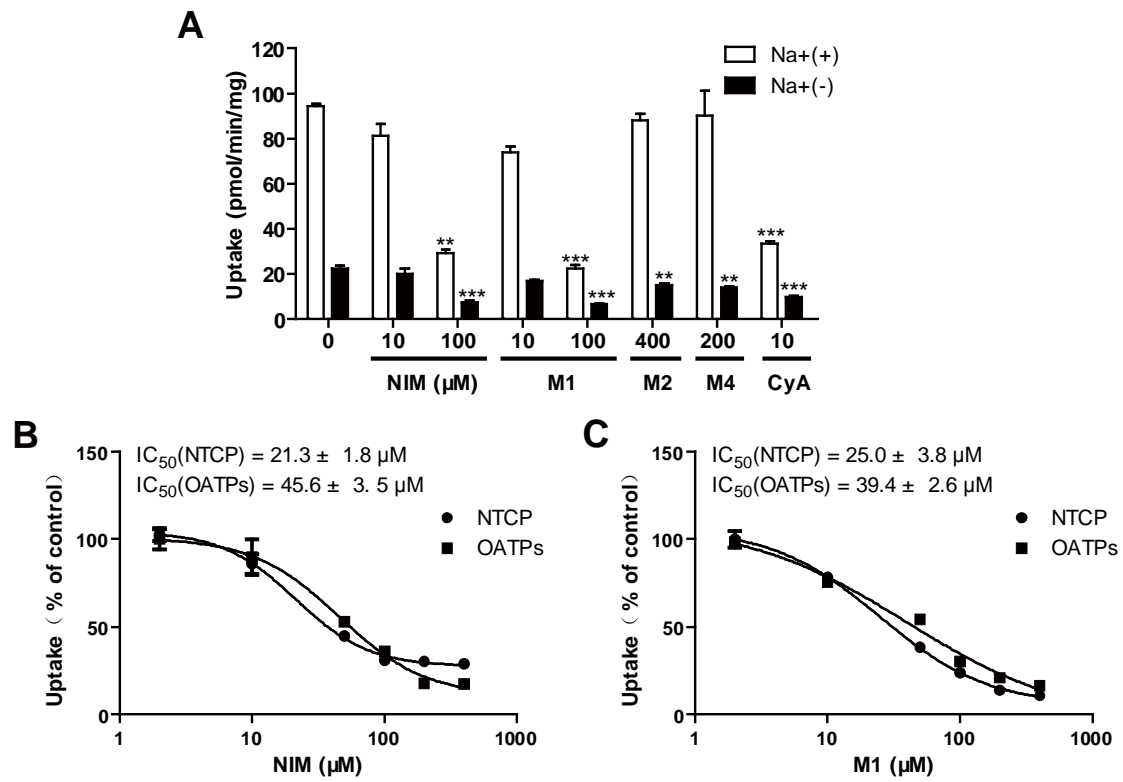 A
120
100
80
60
40
20
0
Uptake (pmol/min/mg)
Na+(+)
Na+(-)
**
***
***
***
**
**
***
***
0 10 100 10 100 400 200 10
NIM (µM) M1 M2 M4 CyA
B
IC50(NTCP) = 21.3 ± 1.8 µM
IC50(OATPs) = 45.6 ± 3. 5 µM
NTCP
OATPs
150
100
50
0
Uptake（ % of control）
1 10 100 1000
NIM (µM)
C
IC50(NTCP) = 25.0 ± 3.8 µM
IC50(OATPs) = 39.4 ± 2.6 µM
NTCP
OATPs
150
100
50
0
Uptake（ % of control）
1 10 100 1000
M1 (µM)